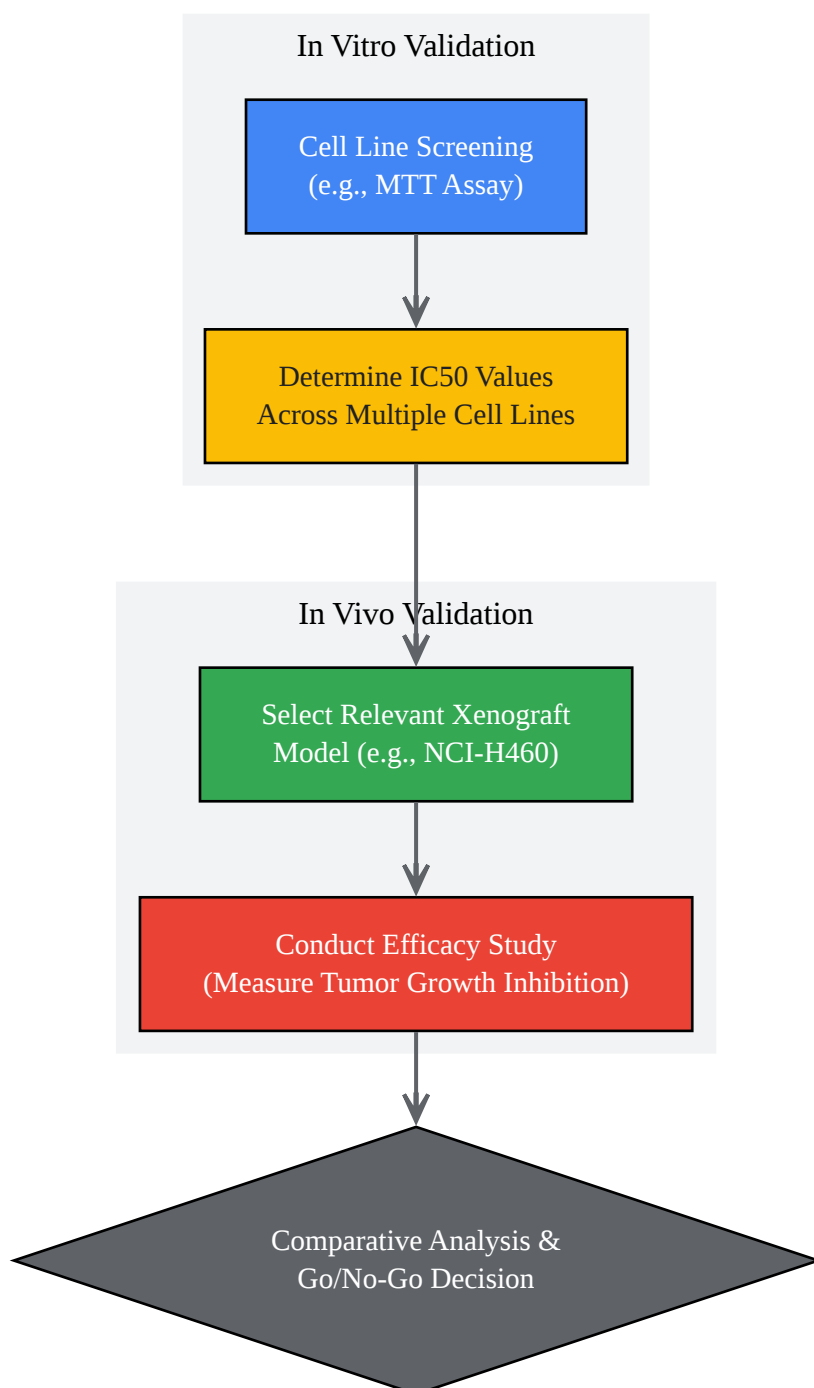 In Vitro Validation
Cell Line Screening
(e.g., MTT Assay)
Determine IC50 Values
Across Multiple Cell Lines
In Vivo Validation
Select Relevant Xenograft
Model (e.g., NCI-H460)
Conduct Efficacy Study
(Measure Tumor Growth Inhibition)
Comparative Analysis &
Go/No-Go Decision